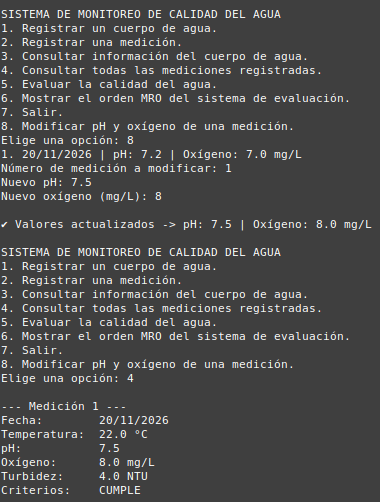 SISTEMA DE MONITOREO DE CALIDAD DEL AGUA
1. Registrar un cuerpo de agua.
2. Registrar una medición.
3. Consultar información del cuerpo de agua.
4. Consultar todas las mediciones registradas.
5. Evaluar la calidad del agua.
6. Mostrar el orden MRO del sistema de evaluación.
7. Salir.
8. Modificar pH y oxígeno de una medición.
Elige una opción: 8
1. 20/11/2026 | pH: 7.2 | Oxígeno: 7.0 mg/L
Número de medición a modificar: 1
Nuevo pH: 7.5
Nuevo oxígeno (mg/L): 8

✔ Valores actualizados -> pH: 7.5 | Oxígeno: 8.0 mg/L

SISTEMA DE MONITOREO DE CALIDAD DEL AGUA
1. Registrar un cuerpo de agua.
2. Registrar una medición.
3. Consultar información del cuerpo de agua.
4. Consultar todas las mediciones registradas.
5. Evaluar la calidad del agua.
6. Mostrar el orden MRO del sistema de evaluación.
7. Salir.
8. Modificar pH y oxígeno de una medición.
Elige una opción: 4

--- Medición 1 ---
Fecha:        20/11/2026
Temperatura:  22.0 °C
pH:           7.5
Oxígeno:      8.0 mg/L
Turbidez:     4.0 NTU
Criterios:    CUMPLE